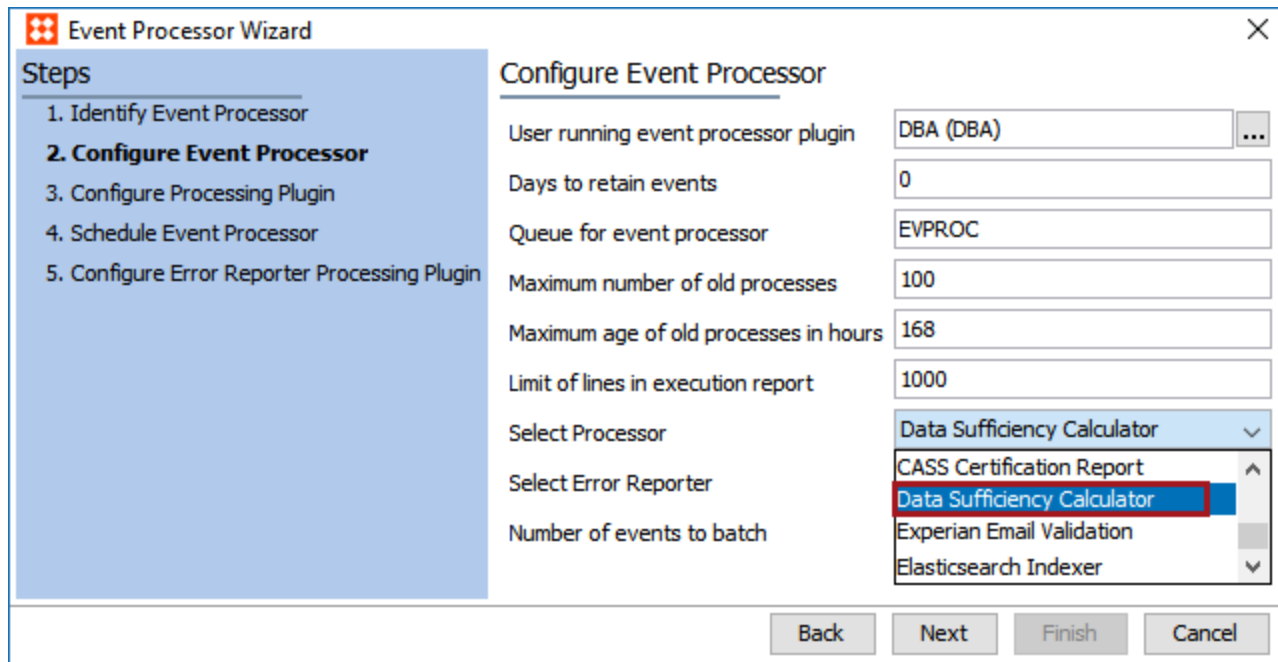 Event Processor Wizard
Steps
1. Identify Event Processor
2. Configure Event Processor
3. Configure Processing Plugin
4. Schedule Event Processor
5. Configure Error Reporter Processing Plugin
Configure Event Processor
User running event processor plugin DBA (DBA) ...
Days to retain events 0
Queue for event processor EVPROC
Maximum number of old processes 100
Maximum age of old processes in hours 168
Limit of lines in execution report 1000
Select Processor Data Sufficiency Calculator
CASS Certification Report
Select Error Reporter Data Sufficiency Calculator
Number of events to batch Experian Email Validation
Elasticsearch Indexer
Back Next Finish Cancel